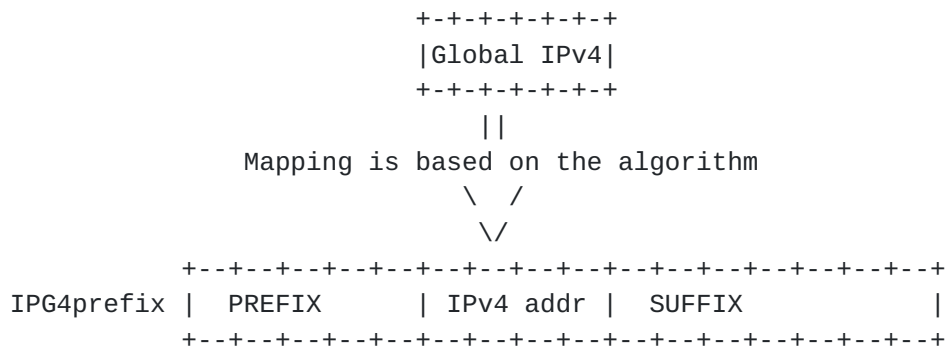 +-+-+-+-+-+-+
|Global IPv4|
+-+-+-+-+-+-+
||
Mapping is based on the algorithm
\  /
\/
+--+--+--+--+--+--+--+--+--+--+--+--+--+--+--+--+
IPG4prefix |  PREFIX      | IPv4 addr |  SUFFIX            |
+--+--+--+--+--+--+--+--+--+--+--+--+--+--+--+--+